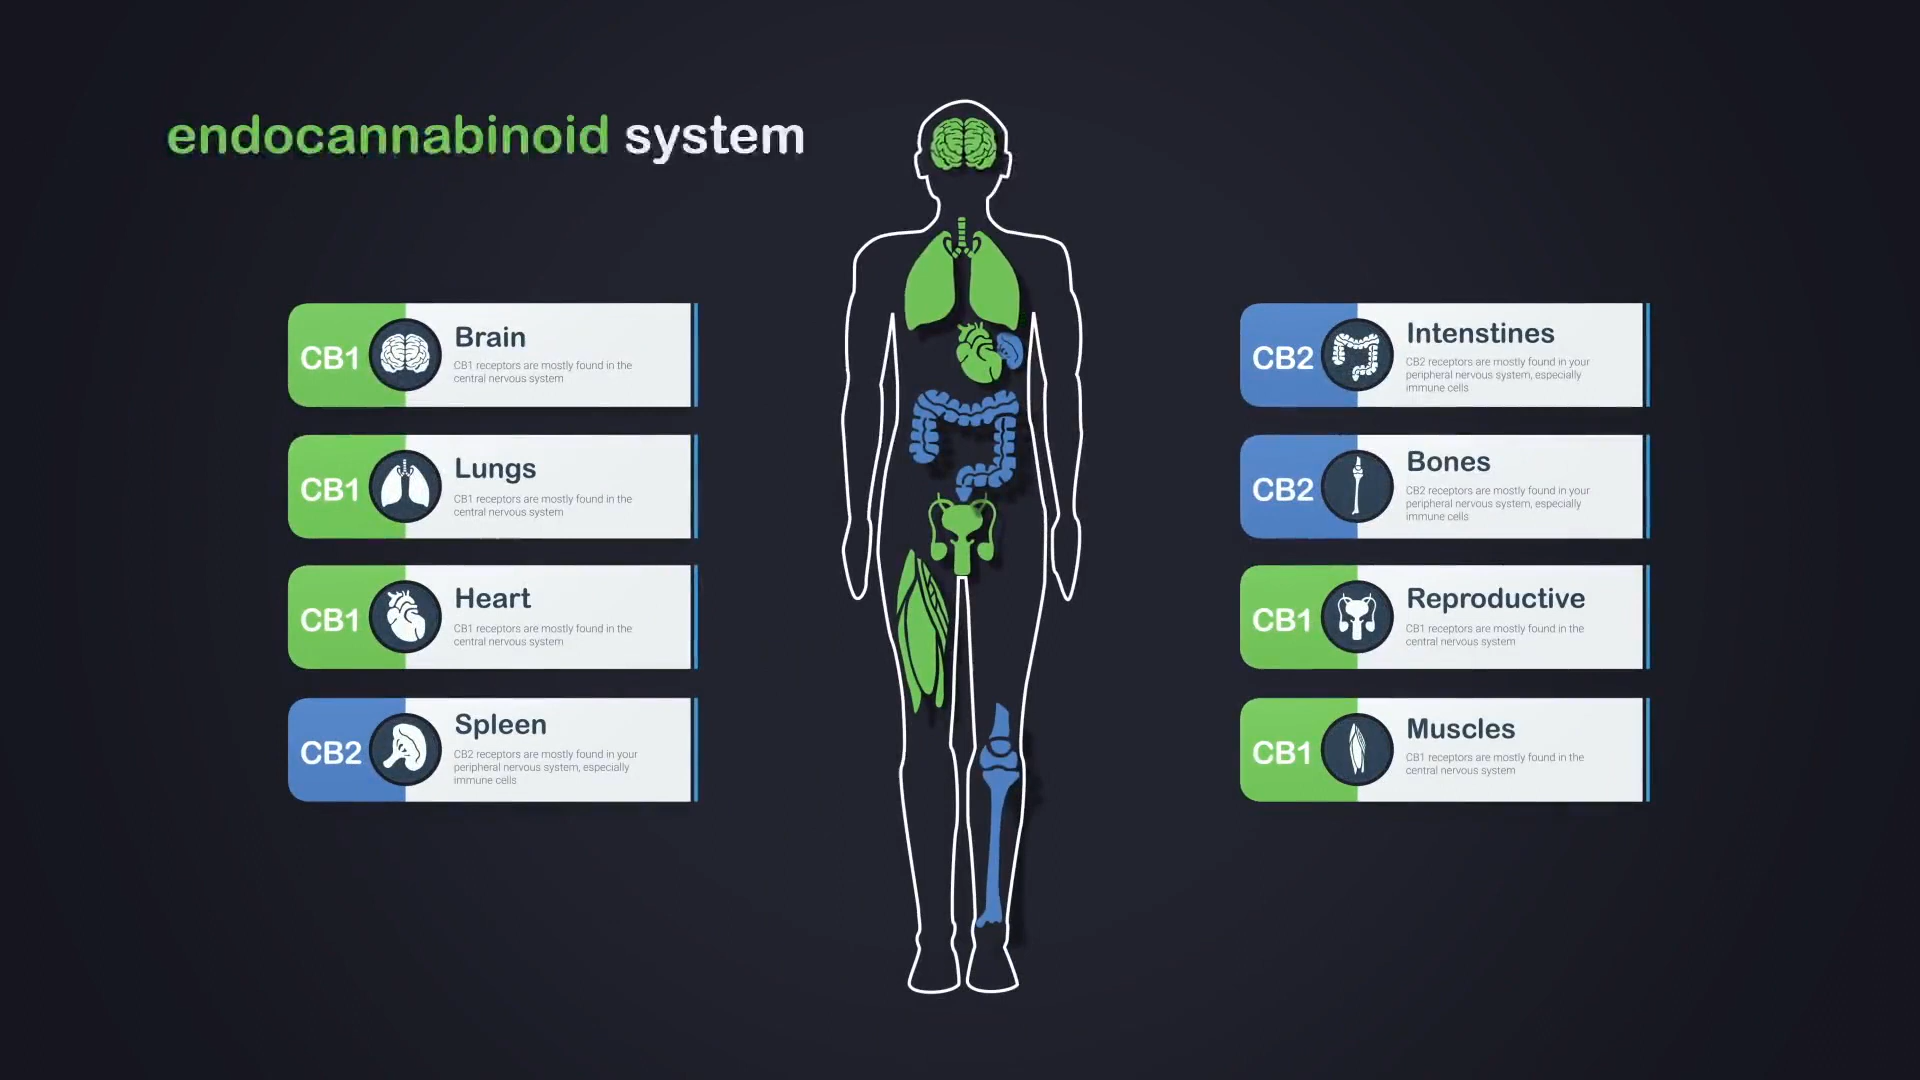 endocannabinoid system
CB1
Brain
CB1 receptors are mostly found in the
central nervous system
CB1
Lungs
CB1 receptors are mostly found in the
central nervous system
CB1
Heart
CB1 receptors are mostly found in the
central nervous system
CB2
Spleen
CB2 receptors are mostly found in your
peripheral nervous system, especially
immune cells
CB2
Intenstines
CB2 receptors are mostly found in your
peripheral nervous system, especially
immune cells
CB2
Bones
CB2 receptors are mostly found in your
peripheral nervous system, especially
immune cells
CB1
Reproductive
CB1 receptors are mostly found in the
central nervous system
CB1
Muscles
CB1 receptors are mostly found in the
central nervous system